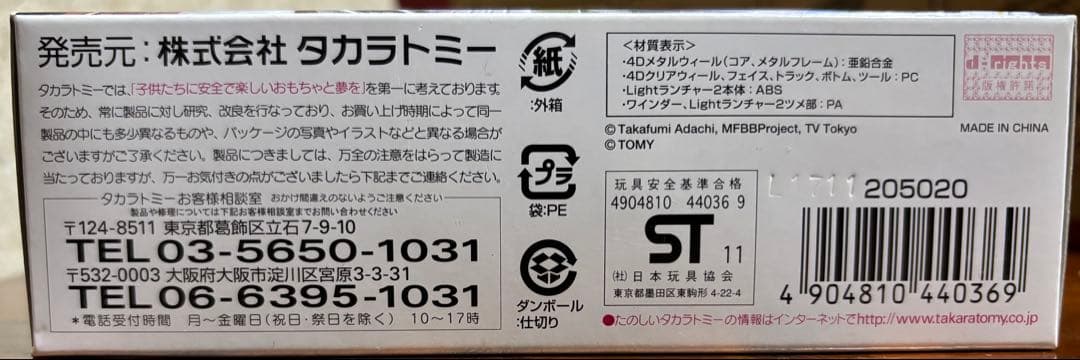 発売元：株式会社 タカラトミー
タカラトミーでは、「子供たちに安全で楽しいおもちゃと夢を」を第一に考えております。
そのため、常に製品に対し研究、改良を行なっており、お買い上げ時期によって同一
製品の中にも多少異なるものや、パッケージの写真やイラストなどと異なる場合が
ございますがご了承ください。製品につきましては、万全の注意をはらって製造に
当たっておりますが、万一お気付きの点がございましたら下記までご連絡ください。
タカラトミーお客様相談室 おかけ間違えのないようご注意ください
製品や修理については下記お客様相談室までお問い合わせください
〒124-8511 東京都葛飾区立石7-9-10
TEL03-5650-1031
〒532-0003 大阪府大阪市淀川区宮原3-3-31
TEL06-6395-1031
＊電話受付時間 月〜金曜日(祝日・祭日を除く) 10〜17時
紙
:外箱
プラ
袋:PE
ダンボール
:仕切り
<材質表示>
・4Dメタルウィール(コア、メタルフレーム)：亜鉛合金
・4Dクリアウィール、フェイス、トラック、ボトム、ツール：PC
・Lightランチャー2本体：ABS
・ワインダー、Lightランチャー2ツメ部：PA
d:rights
版権許諾
©Takafumi Adachi, MFBBProject, TV Tokyo
©TOMY
MADE IN CHINA
玩具安全基準合格
4904810 44036 9
ST 11
(社)日本玩具協会
東京都墨田区東駒形4-22-4
L1711
205020
4 904810 440369
●たのしいタカラトミーの情報はインターネットでhttp://www.takaratomy.co.jp